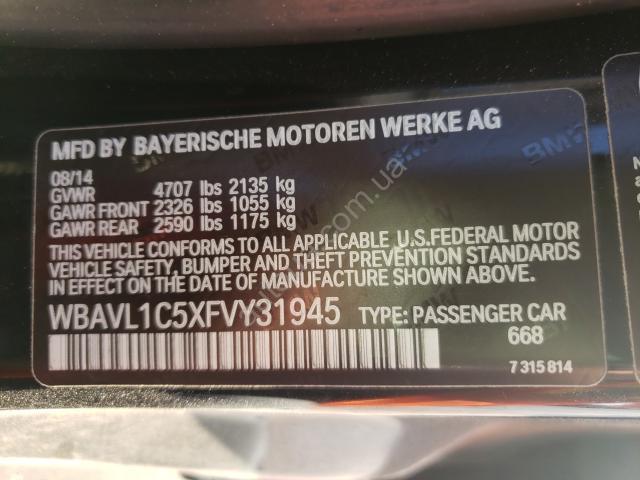 MFD BY BAYERISCHE MOTOREN WERKE AG
08/14
GVWR 4707 lbs 2135 kg
GAWR FRONT 2326 lbs 1055 kg
GAWR REAR 2590 lbs 1175 kg
THIS VEHICLE CONFORMS TO ALL APPLICABLE U.S.FEDERAL MOTOR
VEHICLE SAFETY, BUMPER AND THEFT PREVENTION STANDARDS
IN EFFECT ON THE DATE OF MANUFACTURE SHOWN ABOVE.
WBAVL1C5XFVY31945 TYPE: PASSENGER CAR
668
7 315 814
BMW